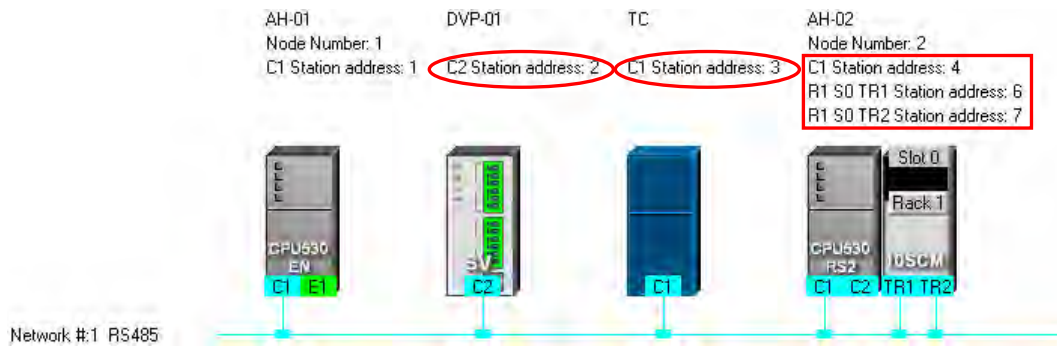 AH-01
Node Number: 1
C1 Station address: 1
DVP-01
C2 Station address: 2
TC
C1 Station address: 3
AH-02
Node Number: 2
C1 Station address: 4
R1 S0 TR1 Station address: 6
R1 S0 TR2 Station address: 7
CPU530
EN
C1 E1
SV
C2
C1
CPU530
RS2
C1 C2
Slot 0
Rack 1
10SCM
TR1 TR2
Network #:1 RS485